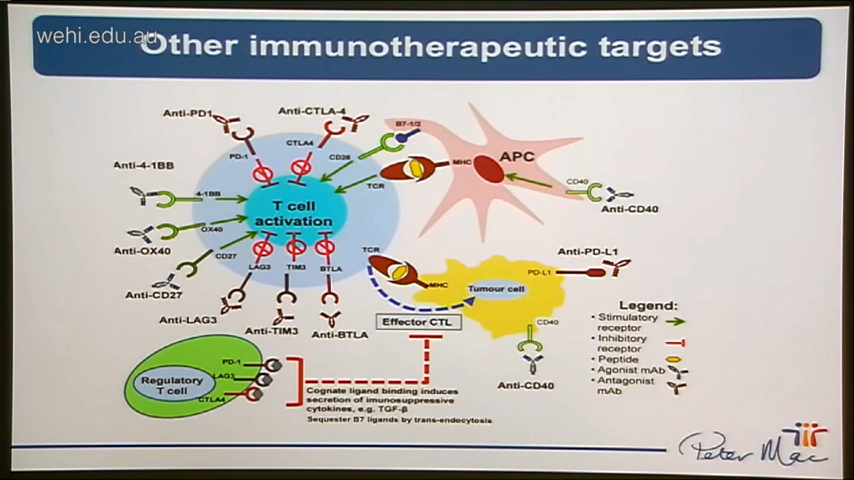 wehi.edu.au
Other immunotherapeutic targets
Anti-PD1
Anti-CTLA-4
B7-1/2
PD-1
CTLA4
CD28
MHC
APC
Anti-4-1BB
4-1BB
TCR
CD40
T cell
activation
Anti-CD40
OX40
Anti-OX40
CD27
TCR
Anti-PD-L1
LAG3
TIM3
BTLA
PD-L1
Anti-CD27
MHC
Tumour cell
Anti-LAG3
Anti-TIM3
Anti-BTLA
Effector CTL
CD40
Legend:
• Stimulatory
receptor
• Inhibitory
receptor
• Peptide
• Agonist mAb
• Antagonist
mAb
PD-1
LAG3
CTLA4
Regulatory
T cell
Anti-CD40
Cognate ligand binding induces
secretion of imunosuppressive
cytokines, e.g. TGF-β
Sequester B7 ligands by trans-endocytosis
Peter Mac